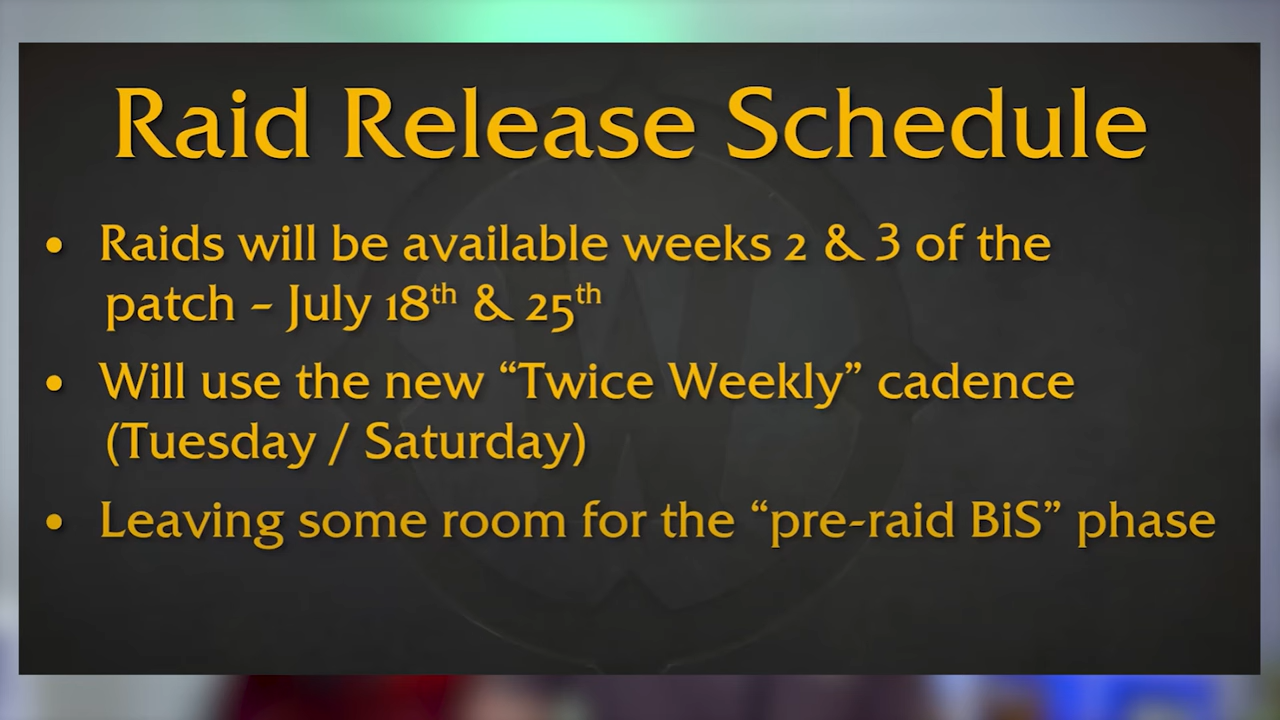 Raid Release Schedule
• Raids will be available weeks 2 & 3 of the
patch – July 18th & 25th
• Will use the new “Twice Weekly” cadence
(Tuesday / Saturday)
• Leaving some room for the “pre-raid BiS” phase